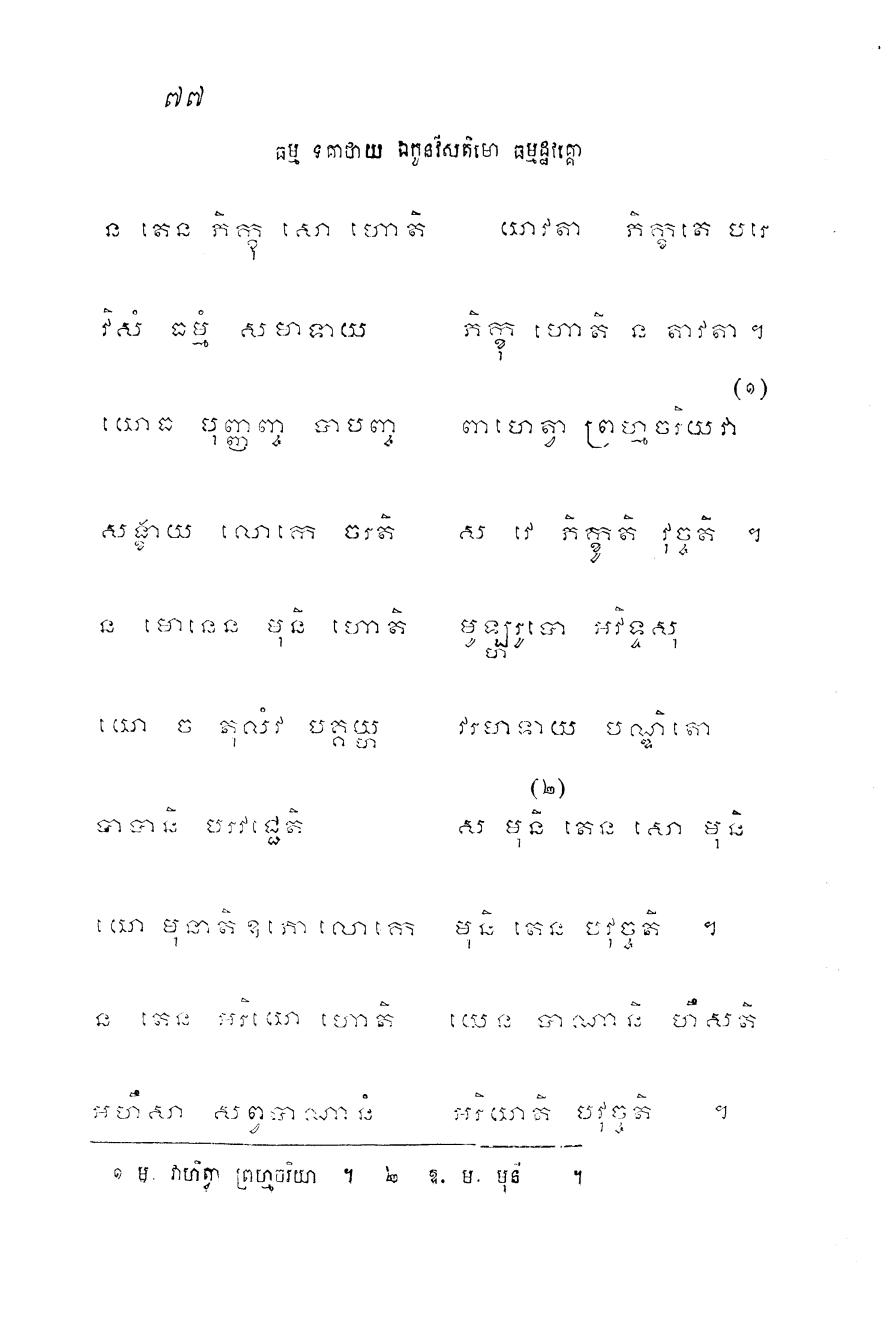 ៧៧
ធម្មបទគាថាយ ឯកូនវីសតិមោ ធម្មដ្ឋវគ្គោ
ន តេន ភិក្ខុ សោ ហោតិ យាវតា ភិក្ខតេ បរេ
វិសំ ធម្មំ សមាទាយ ភិក្ខុ ហោតិ ន តាវតា ។
(១)
យោធ បុញ្ញញ្ច បាបញ្ច ពាហេត្វា ព្រហ្មចរិយវា
សង្ខាយ លោកេ ចរតិ ស វេ ភិក្ខូតិ វុច្ចតិ ។
ន មោនេន មុនី ហោតិ មូឡ្ហរូបោ អវិទ្ទសុ
យោ ច តុលំវ បគ្គយ្ហ វរមាទាយ បណ្ឌិតោ
(២)
បាបានិ បរិវជ្ជេតិ ស មុនី តេន សោ មុនិ
យោ មុនាតិ ឧភោ លោកេ មុនិ តេន បវុច្ចតិ ។
ន តេន អរិយោ ហោតិ យេន បាណានិ ហឹសតិ
អហឹសា សព្វបាណានំ អរិយោតិ បវុច្ចតិ ។
១ ម. វាហិត្វា ព្រហ្មចរិយា ។ ២ ឱ. ម. មុនី ។